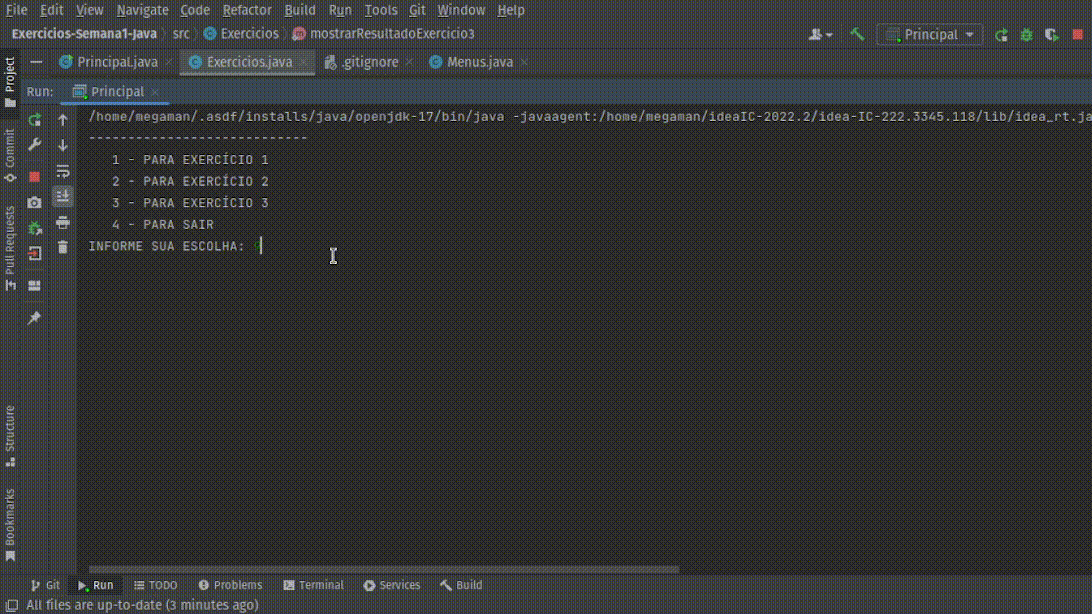 File Edit View Navigate Code Refactor Build Run Tools Git Window Help
Exercicios-Semana1-Java src Exercicios mostrarResultadoExercicio3
Principal
Principal.java Exercicios.java .gitignore Menus.java
Run: Principal
Project
Commit
Pull Requests
Structure
Bookmarks
/home/megaman/.asdf/installs/java/openjdk-17/bin/java -javaagent:/home/megaman/ideaIC-2022.2/idea-IC-222.3345.118/lib/idea_rt.ja
----------------------------
1 - PARA EXERCÍCIO 1
2 - PARA EXERCÍCIO 2
3 - PARA EXERCÍCIO 3
4 - PARA SAIR
INFORME SUA ESCOLHA:
Git Run TODO Problems Terminal Services Build
All files are up-to-date (3 minutes ago)